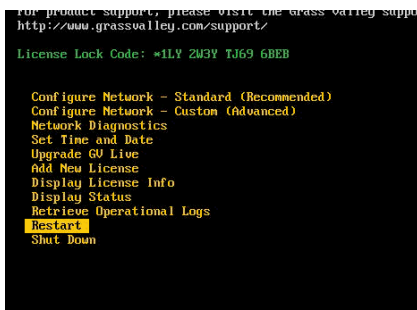 For product support, please visit the Grass Valley supp
http://www.grassvalley.com/support/
License Lock Code: *1LY 2W3Y TJ69 6BEB
Configure Network - Standard (Recommended)
Configure Network - Custom (Advanced)
Network Diagnostics
Set Time and Date
Upgrade GV Live
Add New License
Display License Info
Display Status
Retrieve Operational Logs
Restart
Shut Down